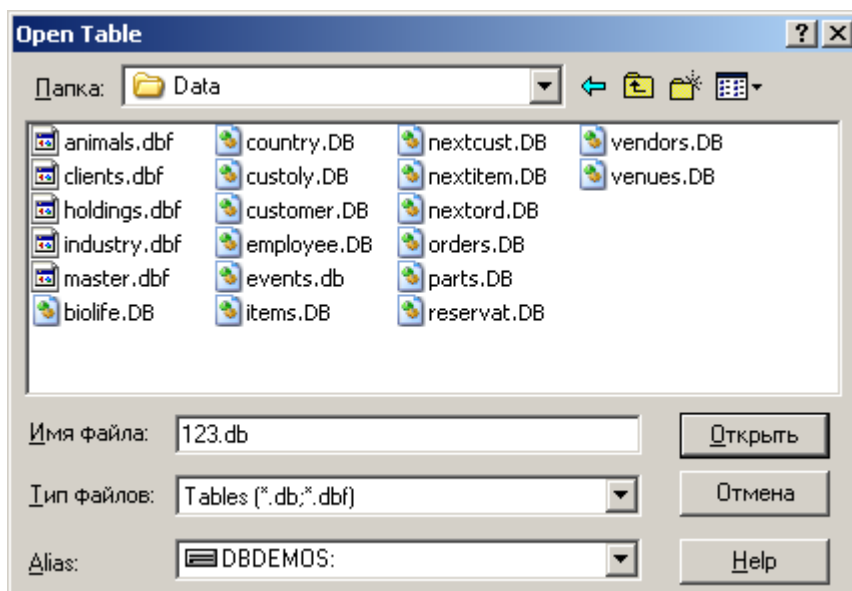 Open Table
Папка: Data
animals.dbf country.DB nextcust.DB vendors.DB
clients.dbf custoly.DB nextitem.DB venues.DB
holdings.dbf customer.DB nextord.DB
industry.dbf employee.DB orders.DB
master.dbf events.db parts.DB
biolife.DB items.DB reservat.DB
Имя файла: 123.db Открыть
Тип файлов: Tables (*.db;*.dbf) Отмена
Alias: DBDEMOS: Help